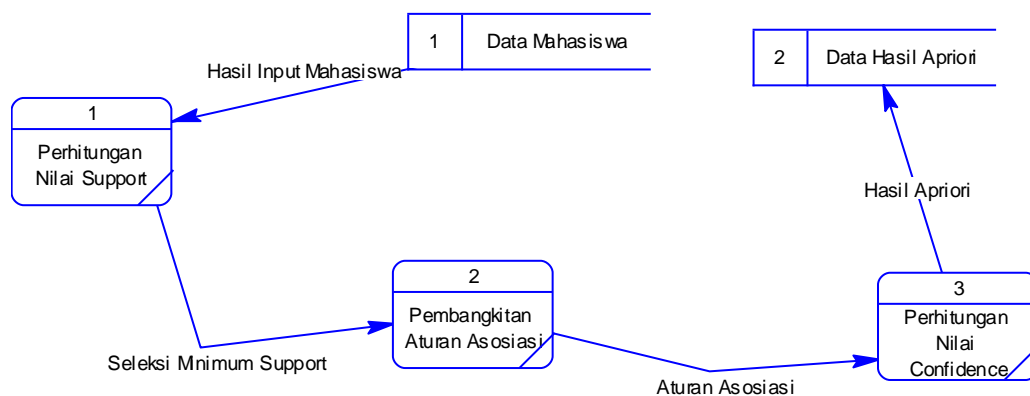 1
Data Mahasiswa
2
Data Hasil Apriori
Hasil Input Mahasiswa
1
Perhitungan
Nilai Support
Hasil Apriori
2
Pembangkitan
Aturan Asosiasi
3
Perhitungan
Nilai
Confidence
Seleksi Mnimum Support
Aturan Asosiasi